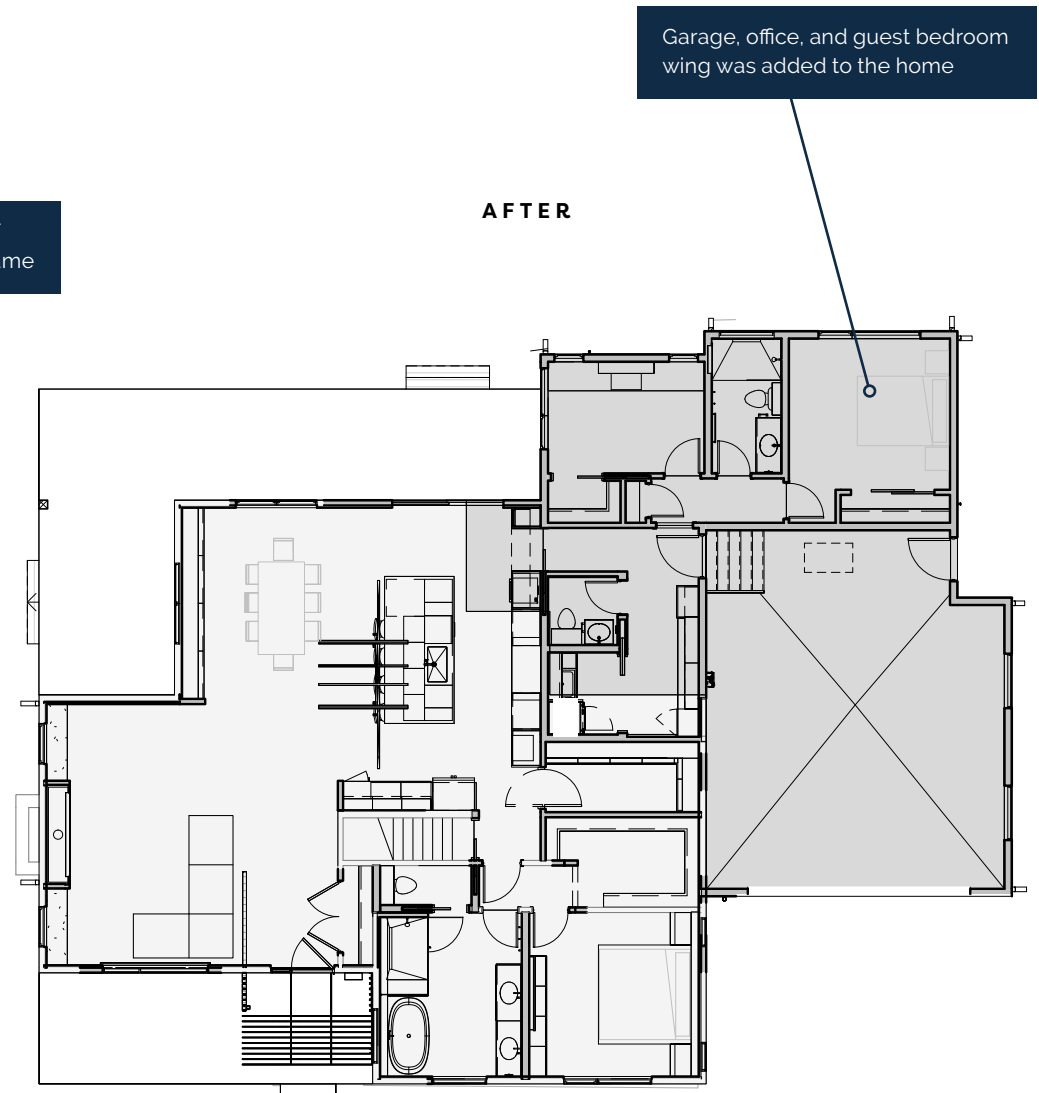 Garage, office, and guest bedroom
wing was added to the home
AFTER